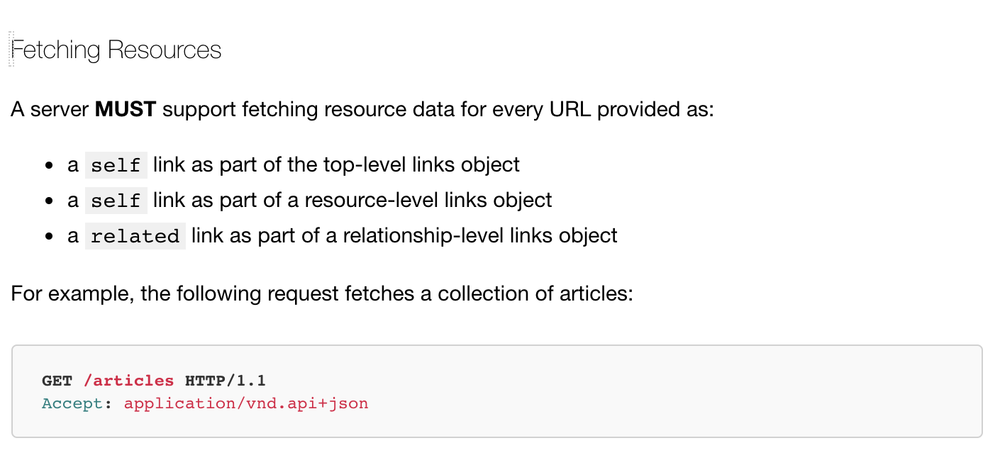 Fetching Resources
A server MUST support fetching resource data for every URL provided as:
• a self link as part of the top-level links object
• a self link as part of a resource-level links object
• a related link as part of a relationship-level links object
For example, the following request fetches a collection of articles:
GET /articles HTTP/1.1
Accept: application/vnd.api+json